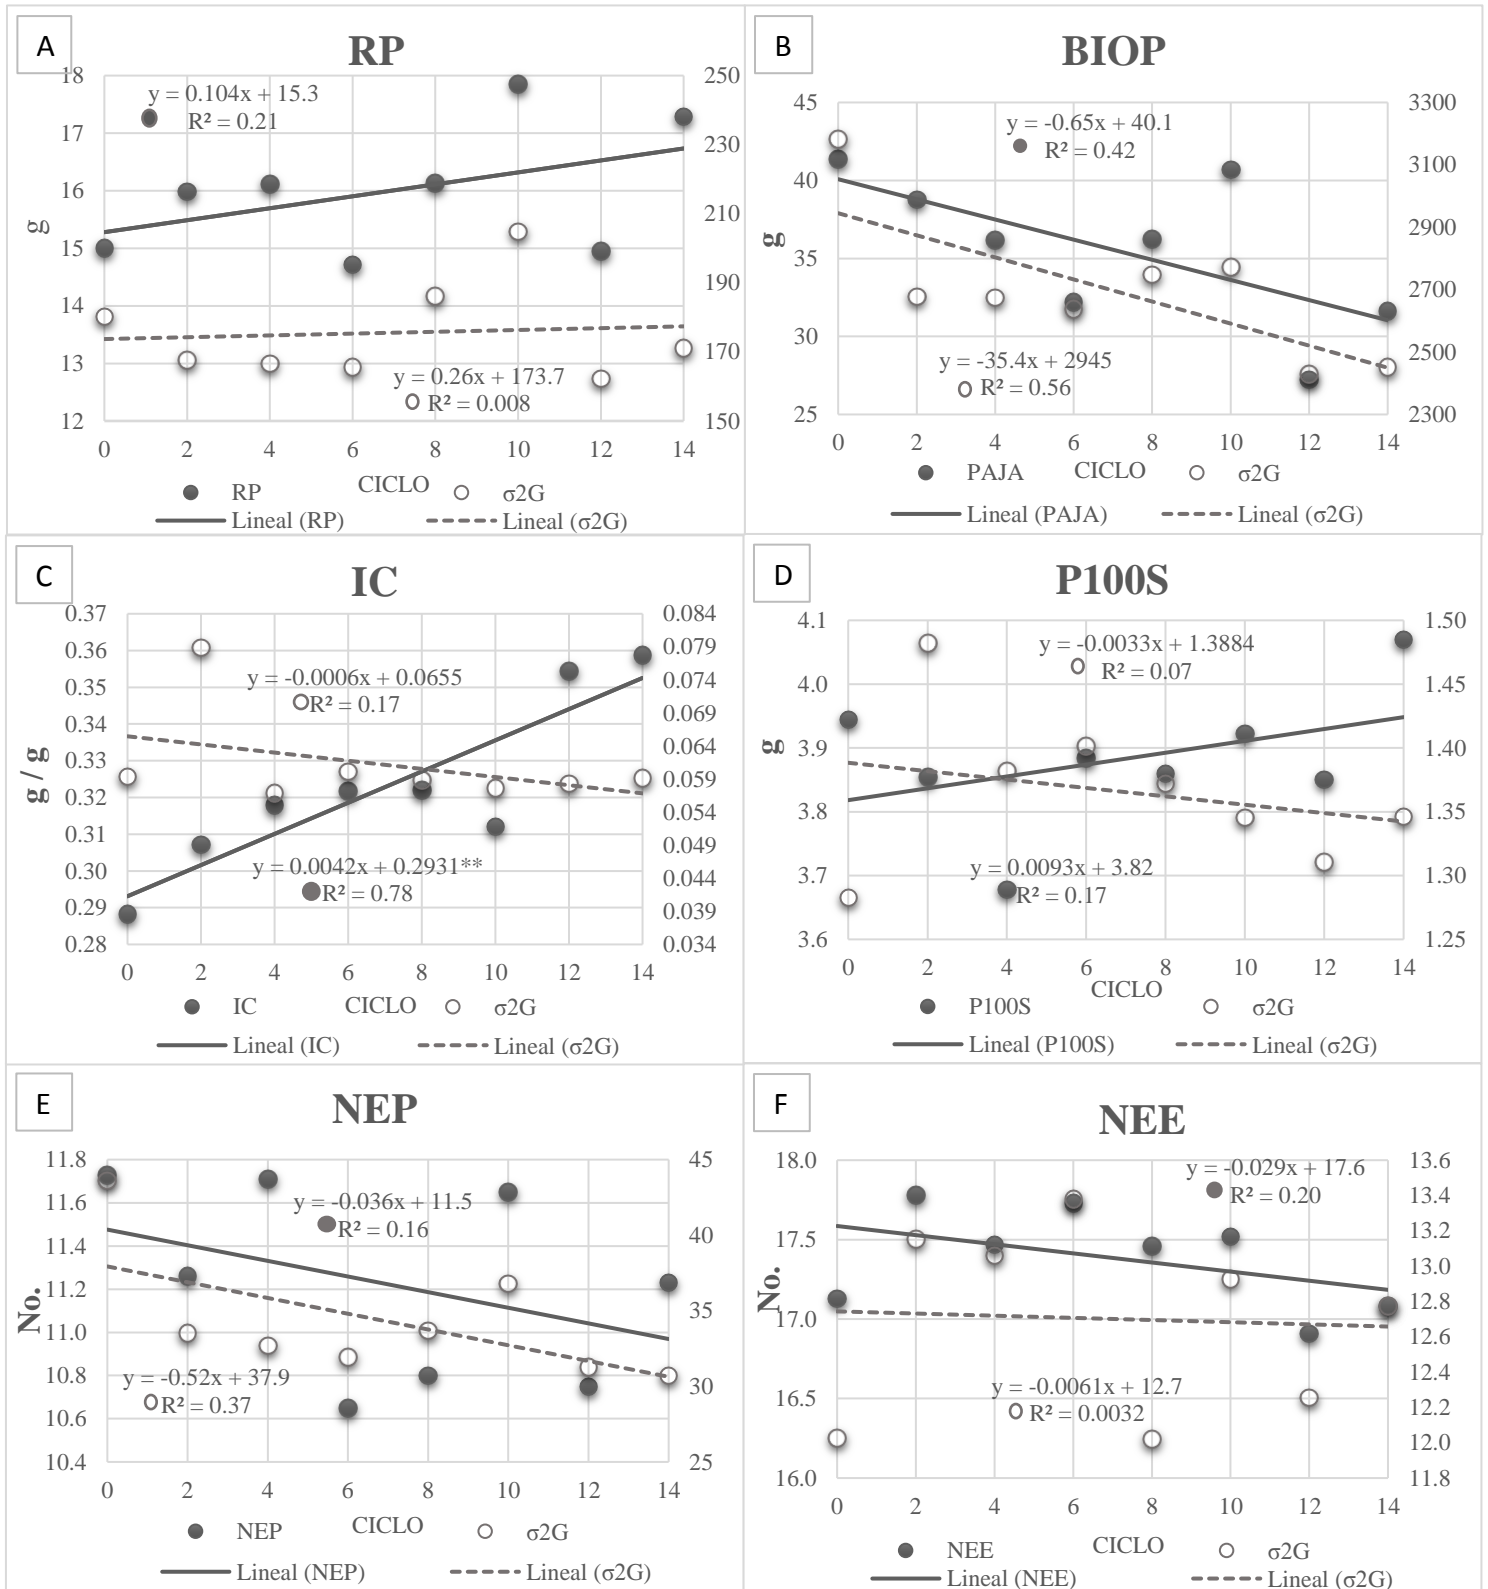 A
RP
18
17
16
15
14
13
12
g
250
230
210
190
170
150
y = 0.104x + 15.3
R² = 0.21
y = 0.26x + 173.7
R² = 0.008
0 2 4 6 8 10 12 14
CICLO
RP σ2G
Lineal (RP) Lineal (σ2G)
B
BIOP
45
40
35
30
25
g
3300
3100
2900
2700
2500
2300
y = -0.65x + 40.1
R² = 0.42
y = -35.4x + 2945
R² = 0.56
0 2 4 6 8 10 12 14
CICLO
PAJA σ2G
Lineal (PAJA) Lineal (σ2G)
C
IC
0.37
0.36
0.35
0.34
0.33
0.32
0.31
0.30
0.29
0.28
g / g
0.084
0.079
0.074
0.069
0.064
0.059
0.054
0.049
0.044
0.039
0.034
y = -0.0006x + 0.0655
R² = 0.17
y = 0.0042x + 0.2931**
R² = 0.78
0 2 4 6 8 10 12 14
CICLO
IC σ2G
Lineal (IC) Lineal (σ2G)
D
P100S
4.1
4.0
3.9
3.8
3.7
3.6
g
1.50
1.45
1.40
1.35
1.30
1.25
y = -0.0033x + 1.3884
R² = 0.07
y = 0.0093x + 3.82
R² = 0.17
0 2 4 6 8 10 12 14
CICLO
P100S σ2G
Lineal (P100S) Lineal (σ2G)
E
NEP
11.8
11.6
11.4
11.2
11.0
10.8
10.6
10.4
No.
45
40
35
30
25
y = -0.036x + 11.5
R² = 0.16
y = -0.52x + 37.9
R² = 0.37
0 2 4 6 8 10 12 14
CICLO
NEP σ2G
Lineal (NEP) Lineal (σ2G)
F
NEE
18.0
17.5
17.0
16.5
16.0
No.
13.6
13.4
13.2
13.0
12.8
12.6
12.4
12.2
12.0
11.8
y = -0.029x + 17.6
R² = 0.20
y = -0.0061x + 12.7
R² = 0.0032
0 2 4 6 8 10 12 14
CICLO
NEE σ2G
Lineal (NEE) Lineal (σ2G)